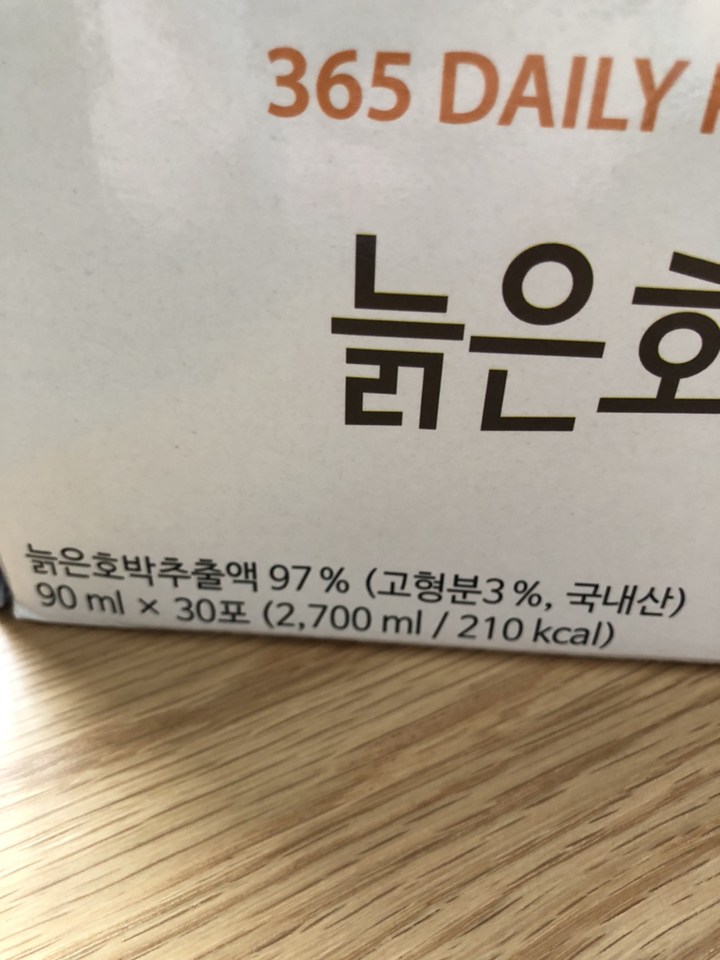 365 DAILY
늙은호
늙은호박추출액 97% (고형분3%, 국내산)
90 ml × 30포 (2,700 ml / 210 kcal)